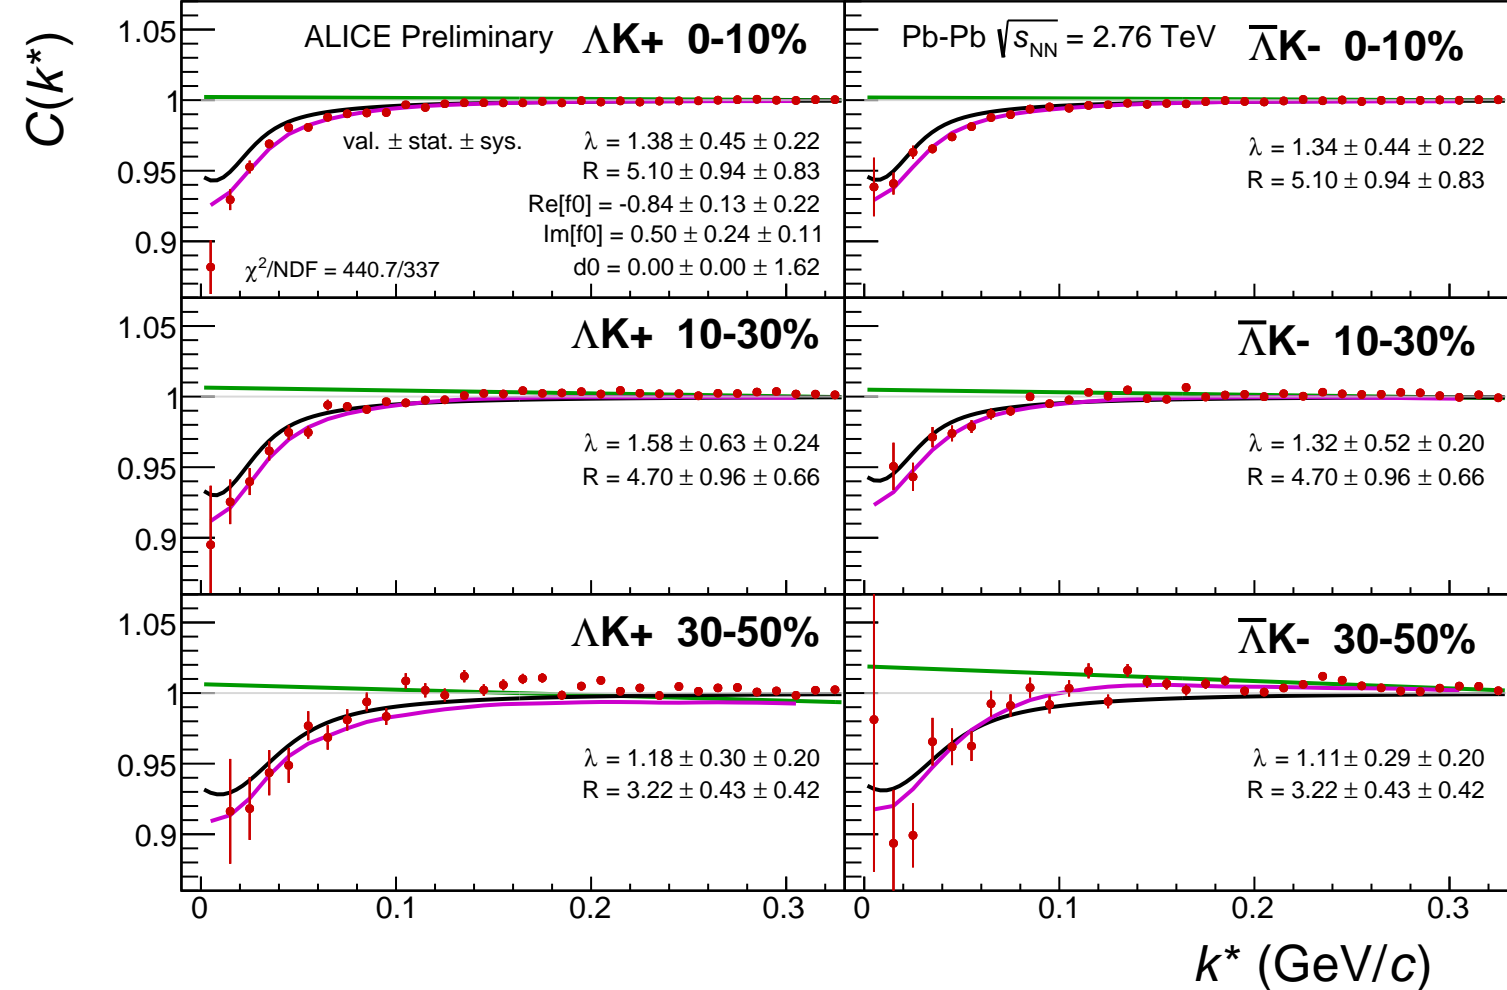 C(k*)
ALICE Preliminary ΛK+ 0-10%
1.05
1
0.95
0.9
val. ± stat. ± sys.
λ = 1.38 ± 0.45 ± 0.22
R = 5.10 ± 0.94 ± 0.83
Re[f0] = -0.84 ± 0.13 ± 0.22
Im[f0] = 0.50 ± 0.24 ± 0.11
d0 = 0.00 ± 0.00 ± 1.62
χ²/NDF = 440.7/337
Pb-Pb √sNN = 2.76 TeV Λ̅K- 0-10%
λ = 1.34 ± 0.44 ± 0.22
R = 5.10 ± 0.94 ± 0.83
ΛK+ 10-30%
1.05
1
0.95
0.9
λ = 1.58 ± 0.63 ± 0.24
R = 4.70 ± 0.96 ± 0.66
Λ̅K- 10-30%
λ = 1.32 ± 0.52 ± 0.20
R = 4.70 ± 0.96 ± 0.66
ΛK+ 30-50%
1.05
1
0.95
0.9
λ = 1.18 ± 0.30 ± 0.20
R = 3.22 ± 0.43 ± 0.42
Λ̅K- 30-50%
λ = 1.11 ± 0.29 ± 0.20
R = 3.22 ± 0.43 ± 0.42
0 0.1 0.2 0.3
0 0.1 0.2 0.3
k* (GeV/c)